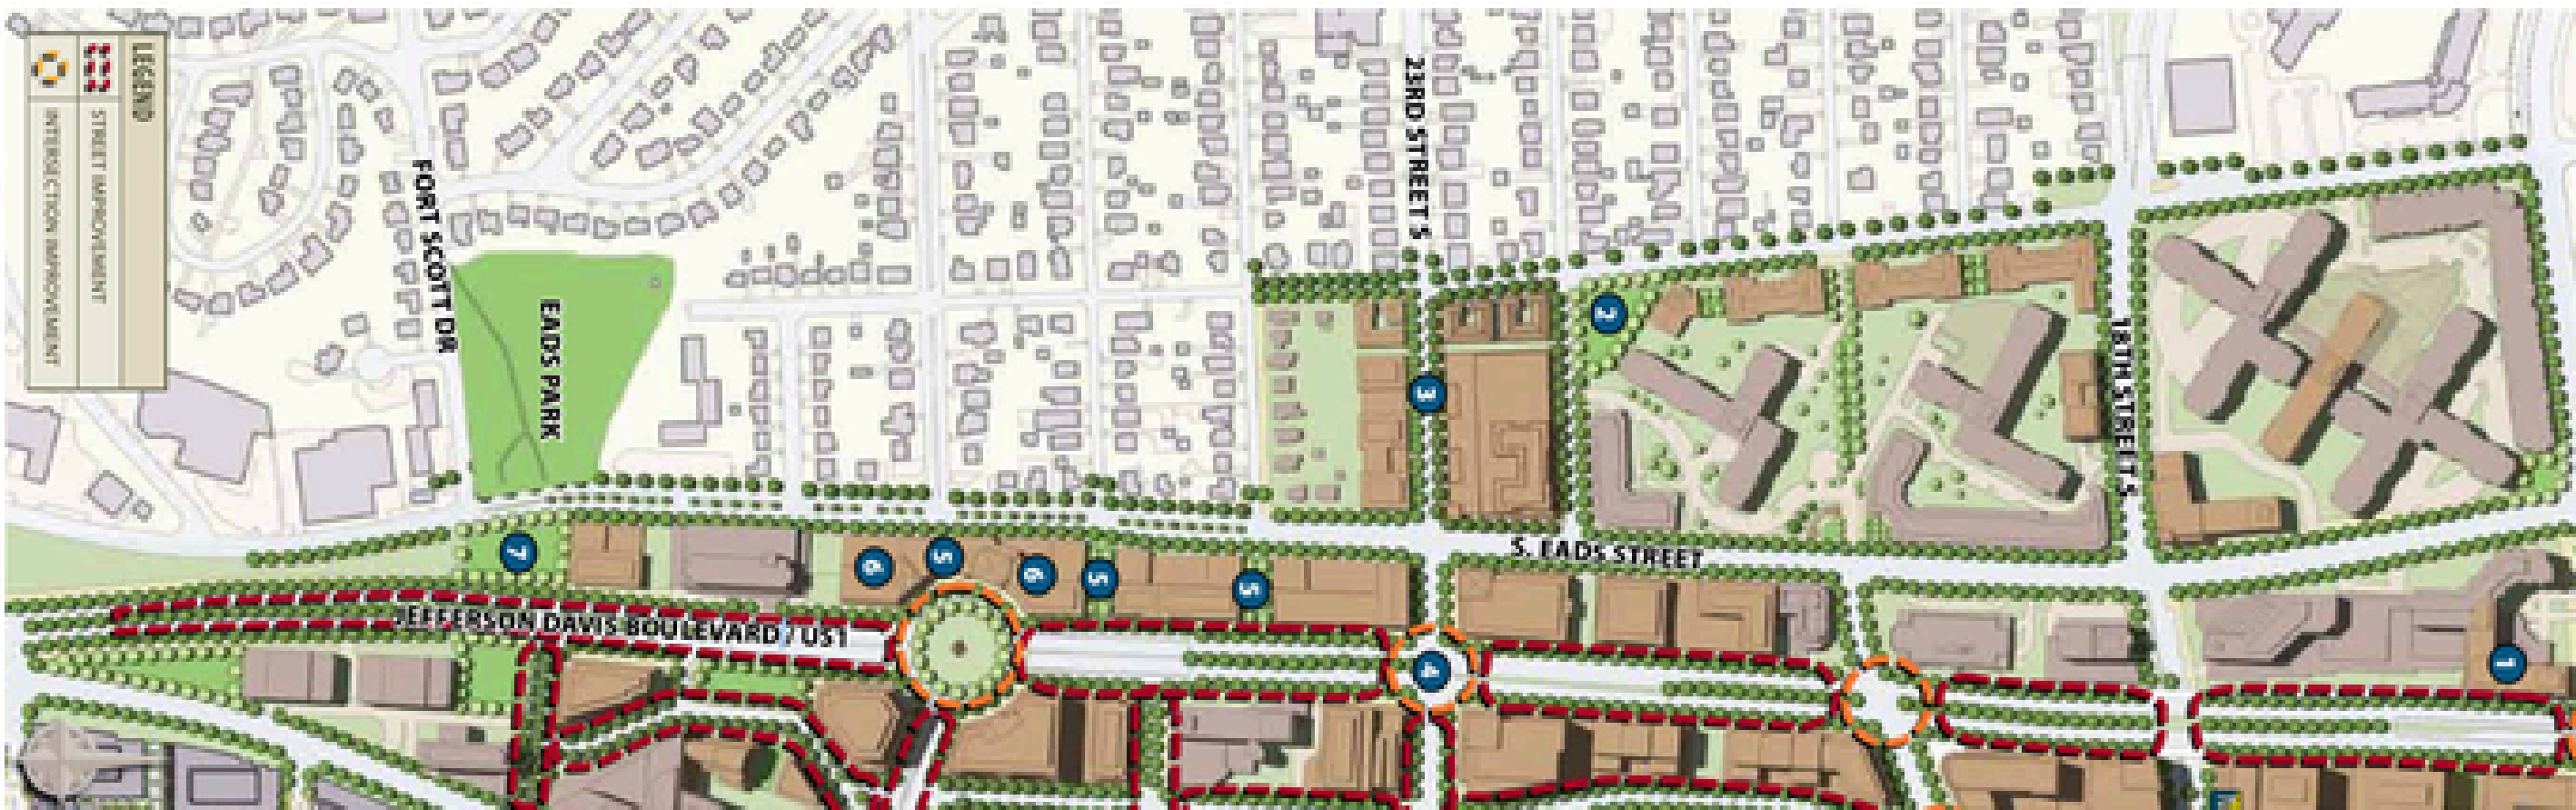 LEGEND
STREET IMPROVEMENT
INTERSECTION IMPROVEMENT
FORT SCOTT DR
EADS PARK
23RD STREET S
18TH STREET S
2
3
S. EADS STREET
7
6
5
6
5
5
JEFFERSON DAVIS BOULEVARD / US1
4
1